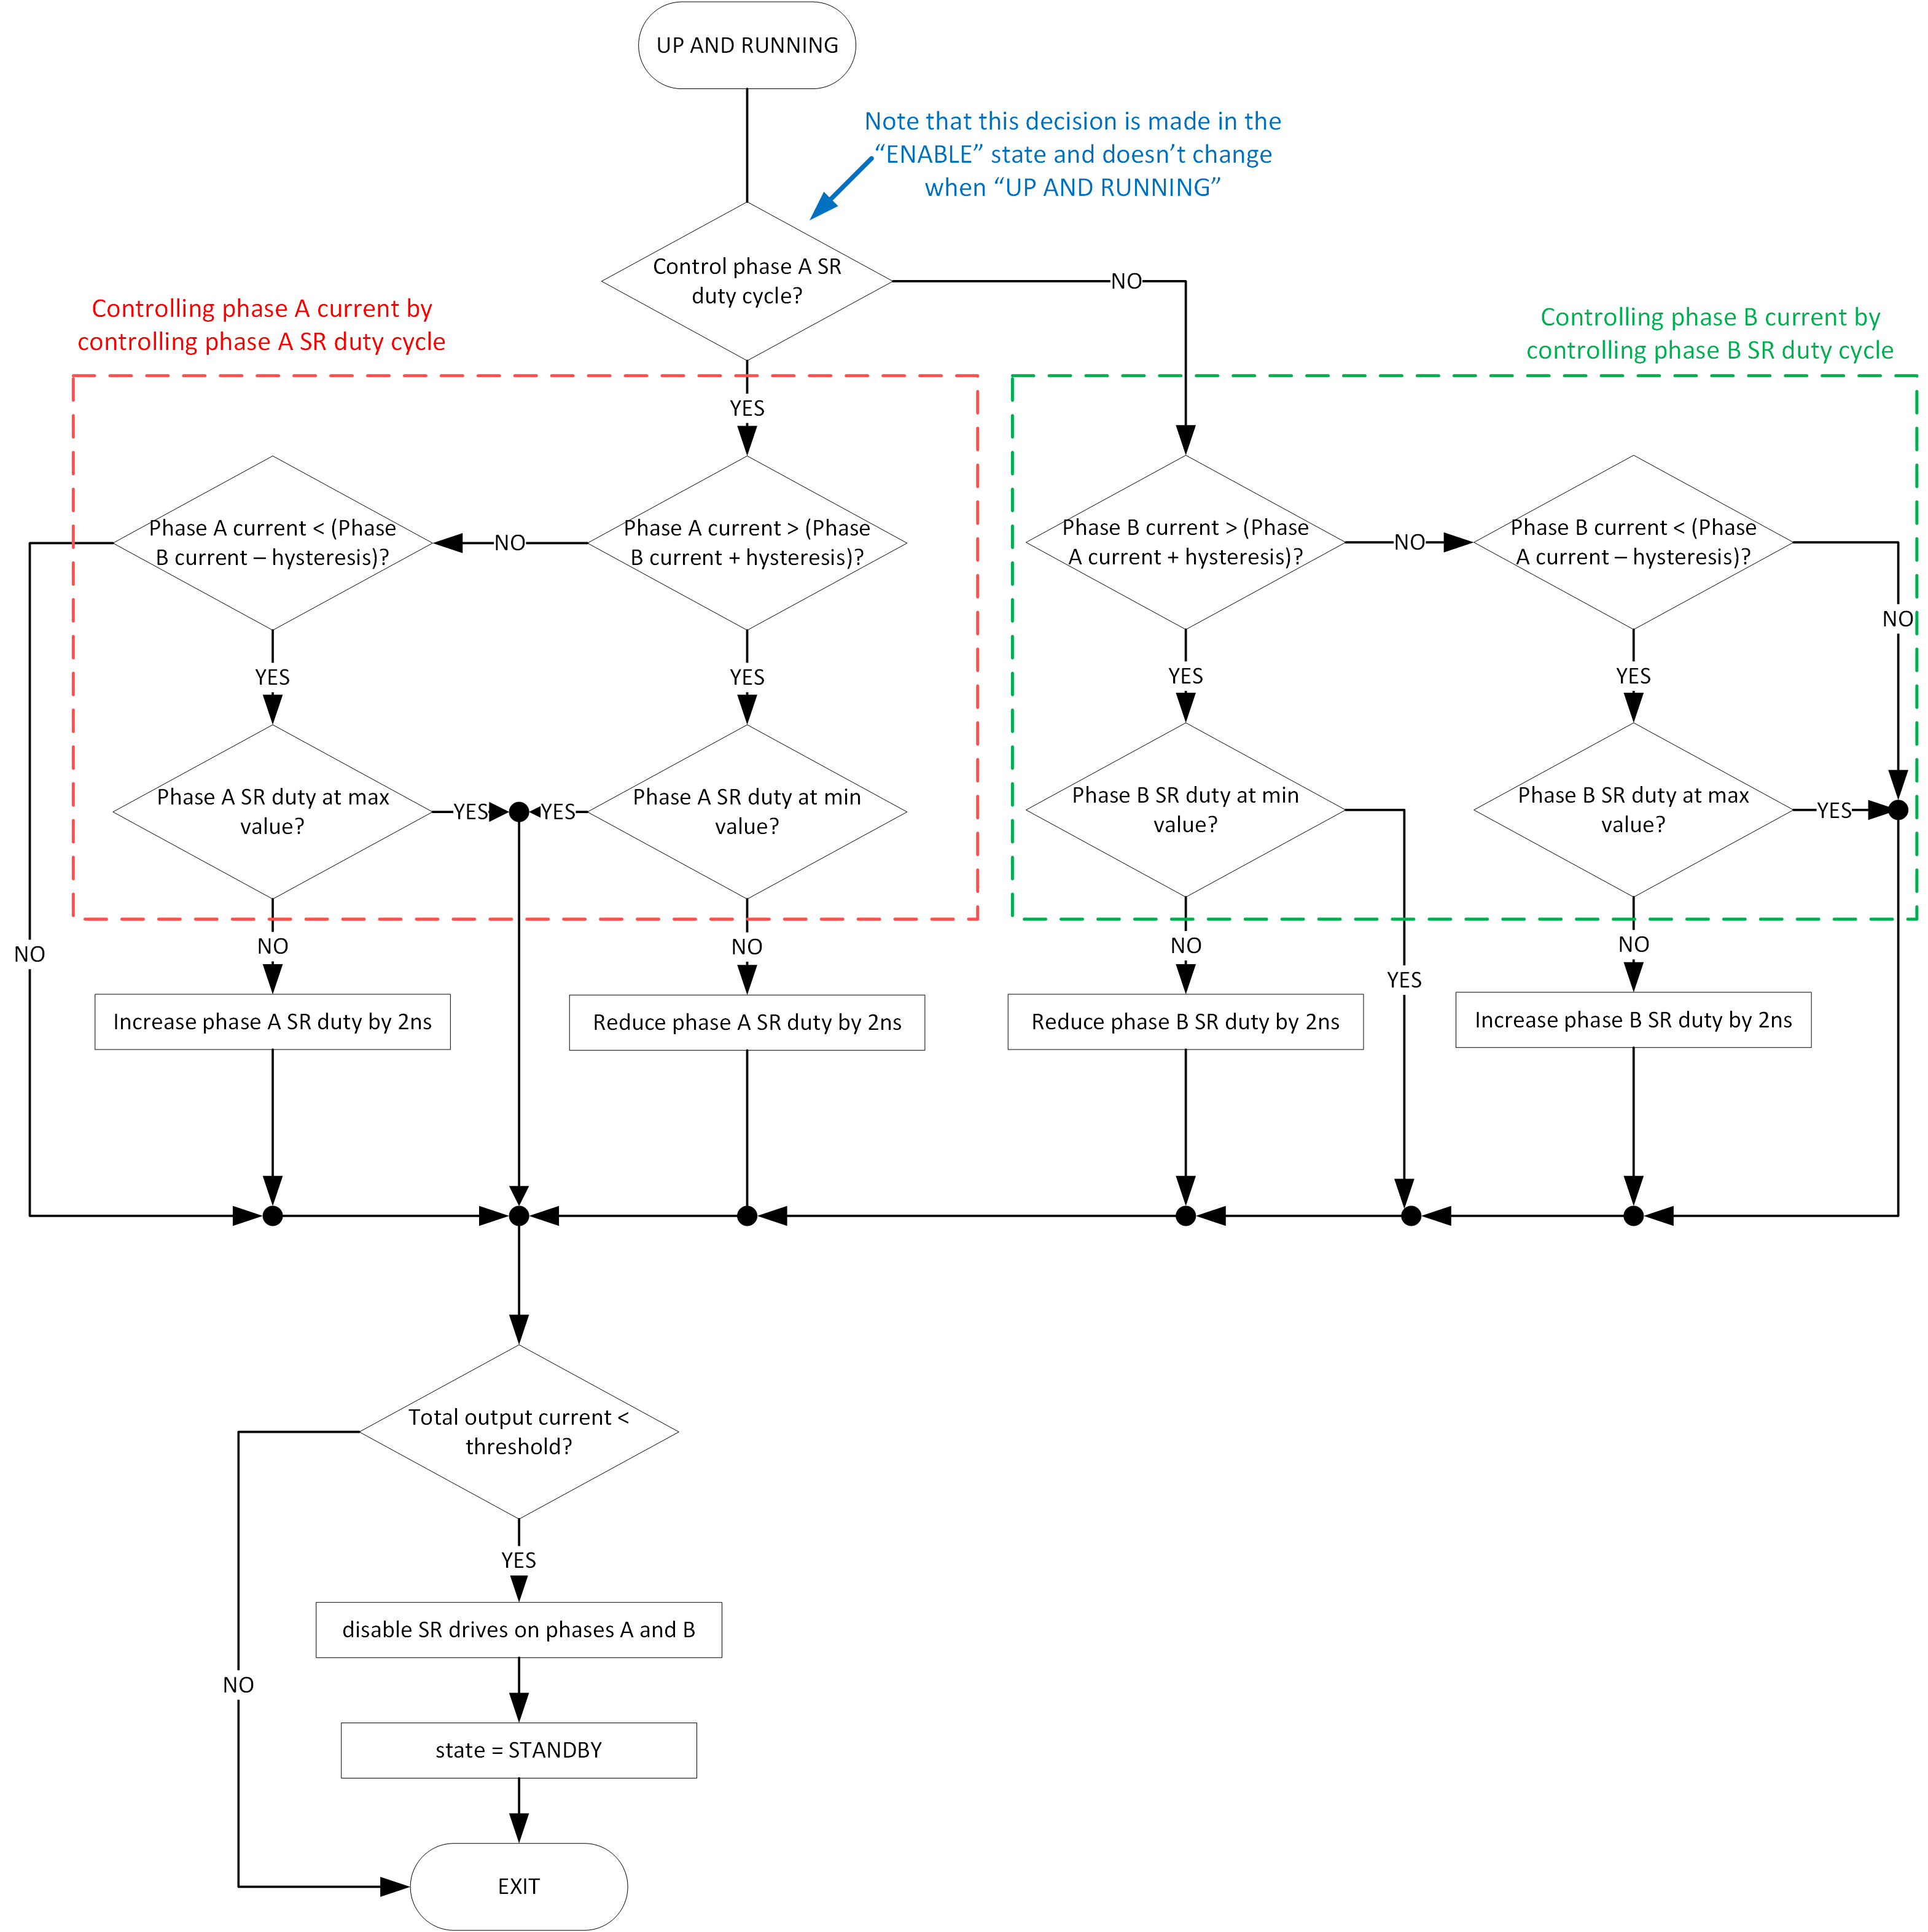 UP AND RUNNING
Note that this decision is made in the
“ENABLE” state and doesn’t change
when “UP AND RUNNING”
Control phase A SR
duty cycle?
NO
YES
Controlling phase A current by
controlling phase A SR duty cycle
Controlling phase B current by
controlling phase B SR duty cycle
Phase A current < (Phase
B current – hysteresis)?
NO
Phase A current > (Phase
B current + hysteresis)?
Phase B current > (Phase
A current + hysteresis)?
NO
Phase B current < (Phase
A current – hysteresis)?
NO
YES
YES
YES
YES
Phase A SR duty at max
value?
YES
YES
Phase A SR duty at min
value?
Phase B SR duty at min
value?
Phase B SR duty at max
value?
YES
NO
NO
NO
NO
YES
NO
Increase phase A SR duty by 2ns
Reduce phase A SR duty by 2ns
Reduce phase B SR duty by 2ns
Increase phase B SR duty by 2ns
Total output current <
threshold?
YES
NO
disable SR drives on phases A and B
state = STANDBY
EXIT